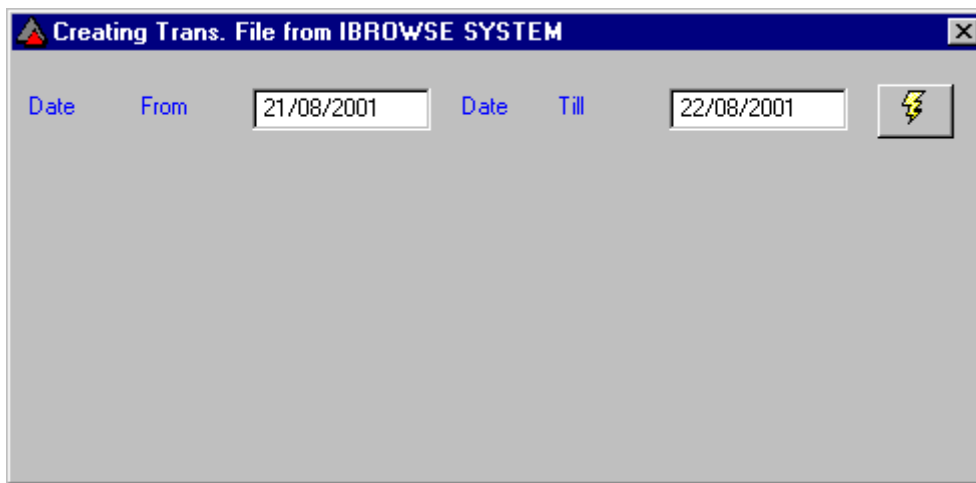 Creating Trans. File from IBROWSE SYSTEM
Date From 21/08/2001 Date Till 22/08/2001